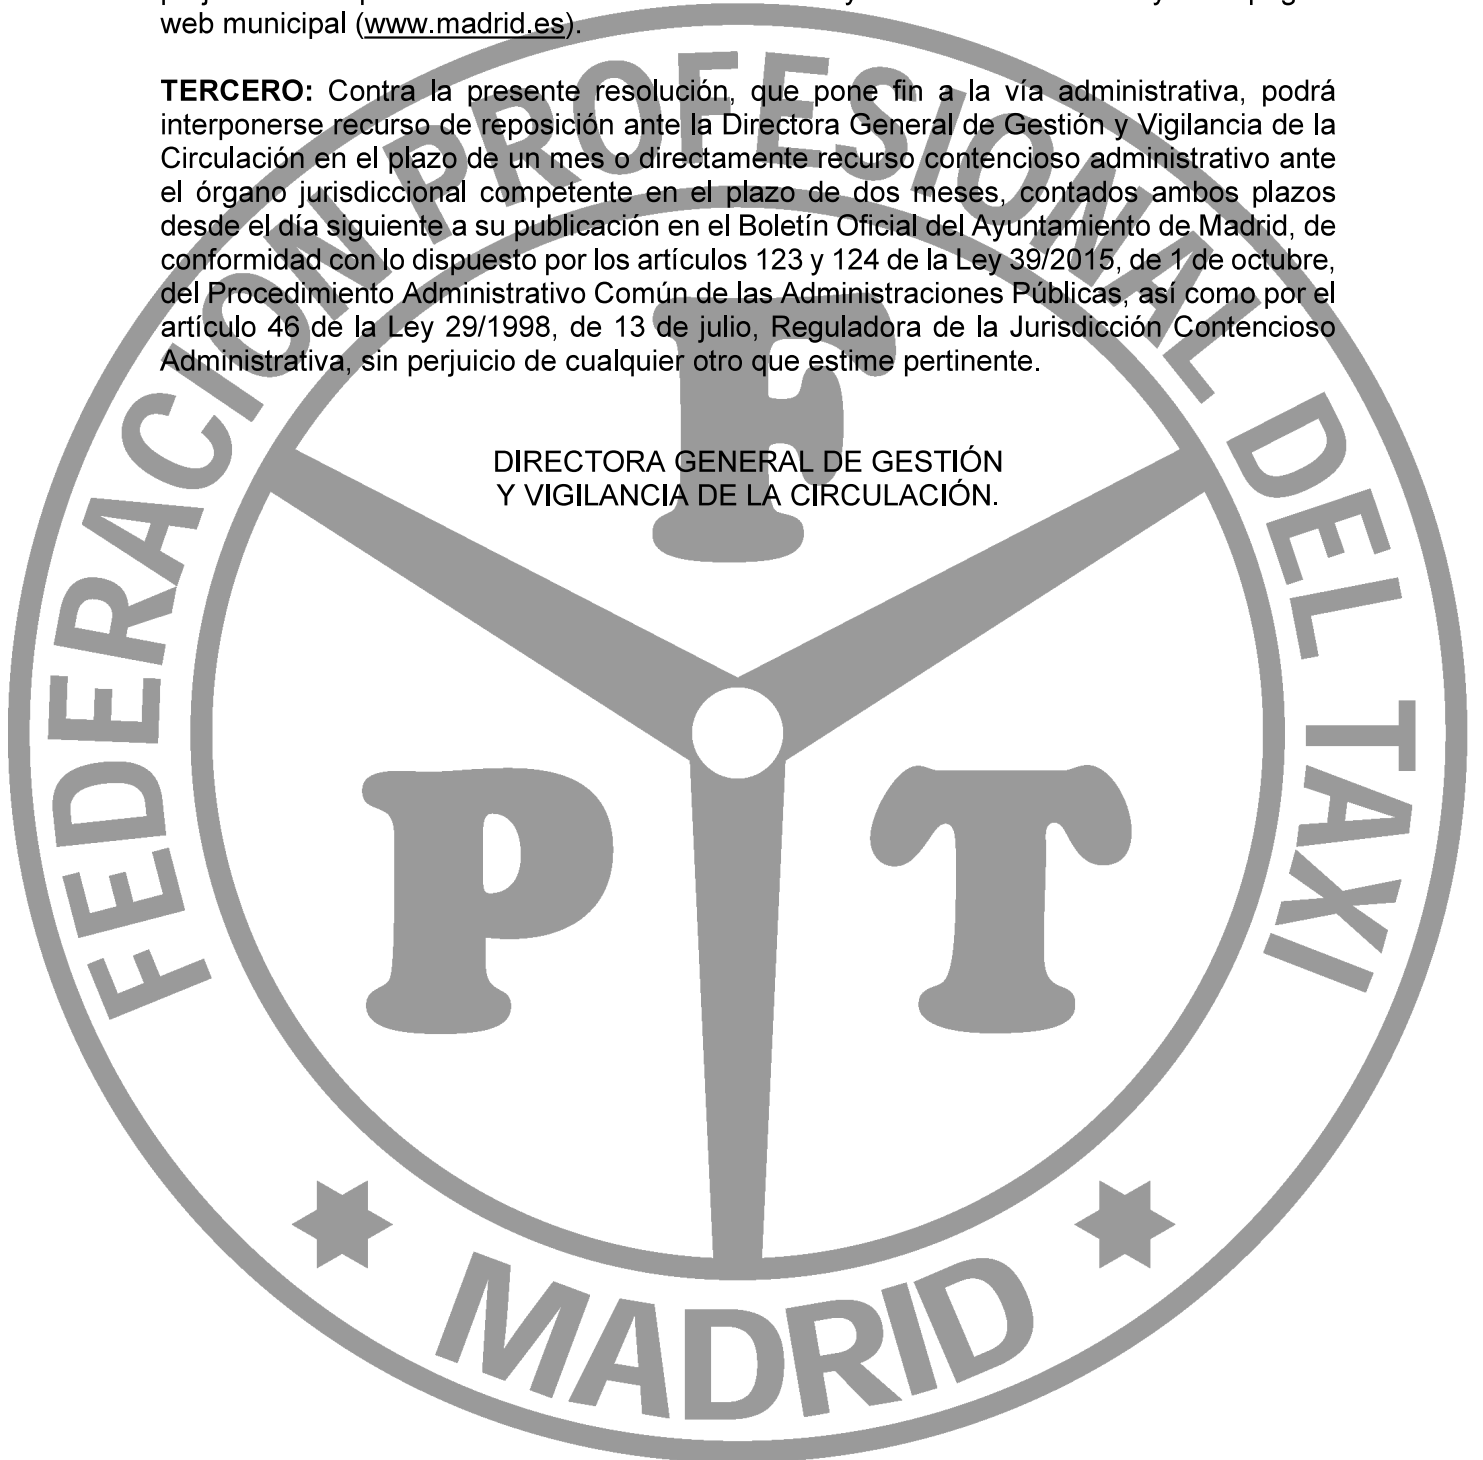 web municipal (www.madrid.es).
TERCERO: Contra la presente resolución, que pone fin a la vía administrativa, podrá
interponerse recurso de reposición ante la Directora General de Gestión y Vigilancia de la
Circulación en el plazo de un mes o directamente recurso contencioso administrativo ante
el órgano jurisdiccional competente en el plazo de dos meses, contados ambos plazos
desde el día siguiente a su publicación en el Boletín Oficial del Ayuntamiento de Madrid, de
conformidad con lo dispuesto por los artículos 123 y 124 de la Ley 39/2015, de 1 de octubre,
del Procedimiento Administrativo Común de las Administraciones Públicas, así como por el
artículo 46 de la Ley 29/1998, de 13 de julio, Reguladora de la Jurisdicción Contencioso
Administrativa, sin perjuicio de cualquier otro que estime pertinente.
DIRECTORA GENERAL DE GESTIÓN
Y VIGILANCIA DE LA CIRCULACIÓN.
FEDERACION PROFESIONAL DEL TAXI
F
P T
MADRID